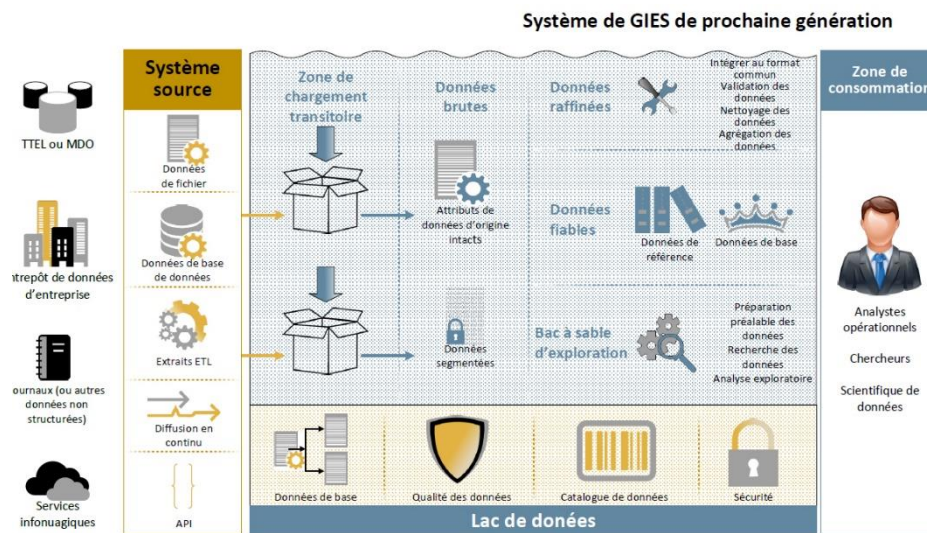 Système de GIES de prochaine génération
TTEL ou MDO
ntrepôt de données
d'entreprise
ournaux (ou autres
données non
structurées)
Services
infonuagiques
Système
source
Données
de fichier
Données de base
de données
Extraits ETL
Diffusion en
continu
API
Zone de
chargement
transitoire
Données
brutes
Attributs de
données d'origine
intacts
Données
segmentées
Données
raffinées
Intégrer au format
commun
Validation des
données
Nettoyage des
données
Agrégation des
données
Données
fiables
Données de
référence
Données de base
Bac à sable
d'exploration
Préparation
préalable des
données
Recherche des
données
Analyse exploratoire
Données de base
Qualité des données
Catalogue de données
Sécurité
Lac de donées
Zone de
consommation
Analystes
opérationnels
Chercheurs
Scientifique de
données